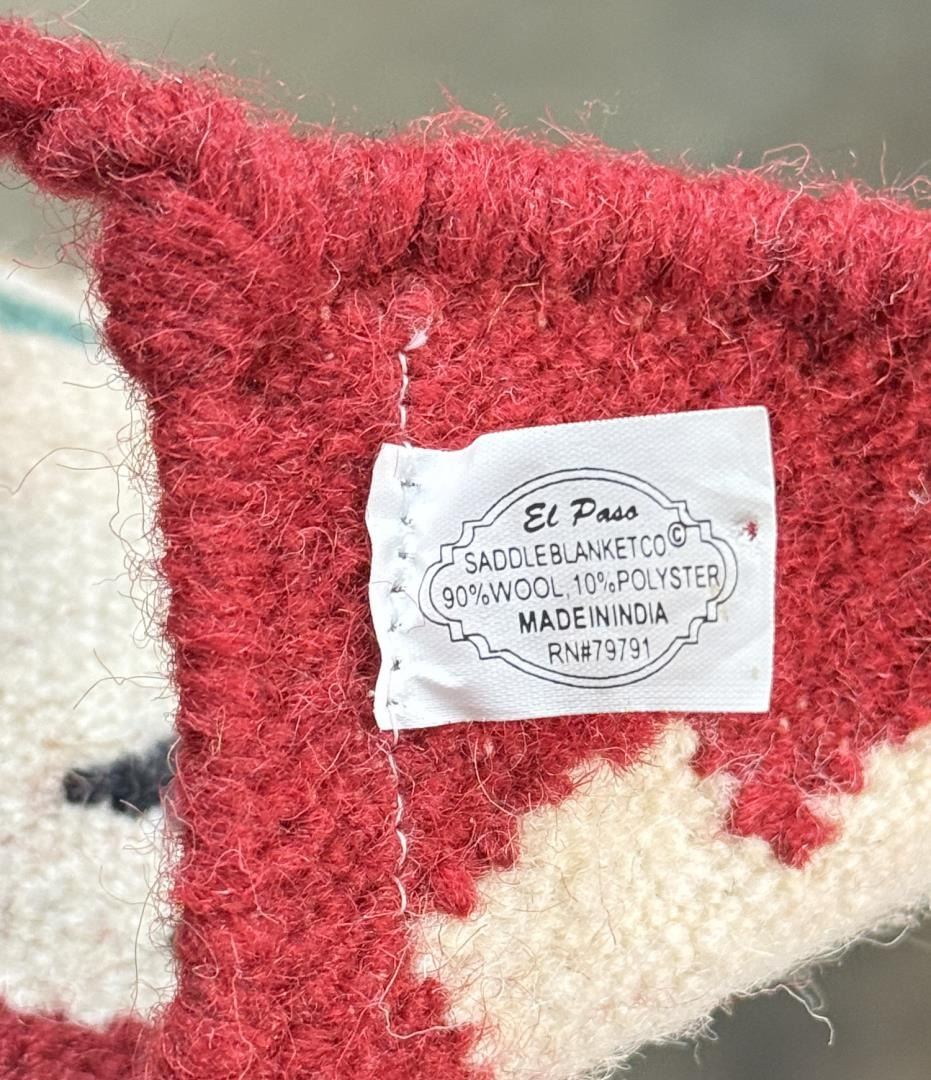 El Paso
SADDLEBLANKETCO©
90%WOOL,10%POLYSTER
MADEININDIA
RN#79791